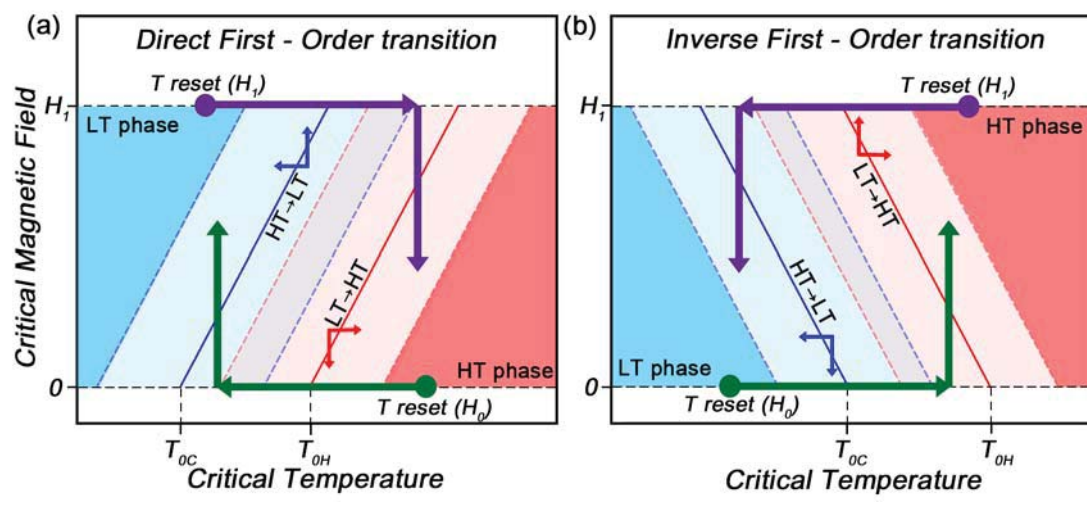 (a)
Direct First - Order transition
T reset (H₁)
H₁
LT phase
HT→LT
LT→HT
HT phase
T reset (H₀)
0
T₀C
T₀H
Critical Magnetic Field
Critical Temperature
(b)
Inverse First - Order transition
T reset (H₁)
H₁
HT phase
LT→HT
HT→LT
LT phase
T reset (H₀)
0
T₀C
T₀H
Critical Temperature